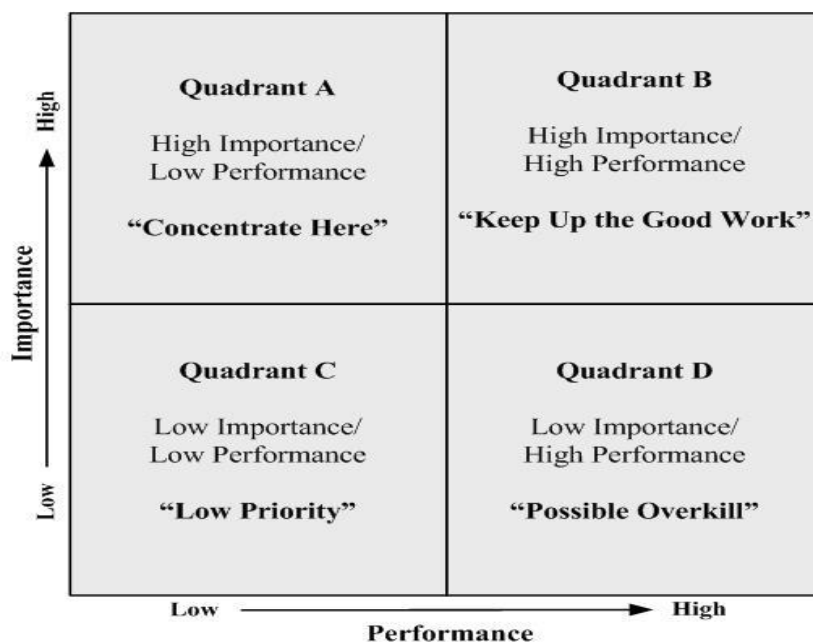 High
Importance
Low
Quadrant A
High Importance/
Low Performance
“Concentrate Here”
Quadrant B
High Importance/
High Performance
“Keep Up the Good Work”
Quadrant C
Low Importance/
Low Performance
“Low Priority”
Quadrant D
Low Importance/
High Performance
“Possible Overkill”
Low
High
Performance